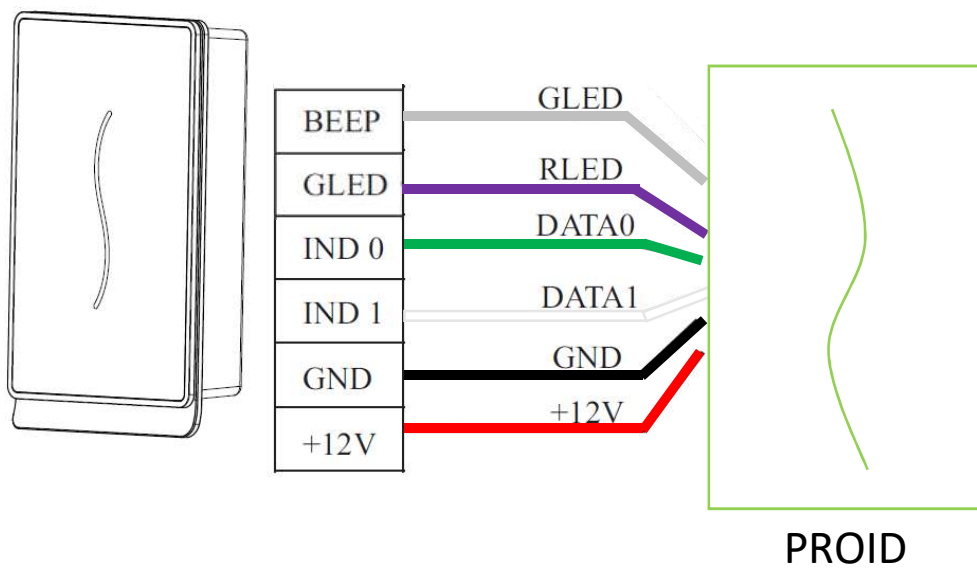 BEEP GLED
GLED RLED
IND 0 DATA0
IND 1 DATA1
GND GND
+12V +12V
PROID